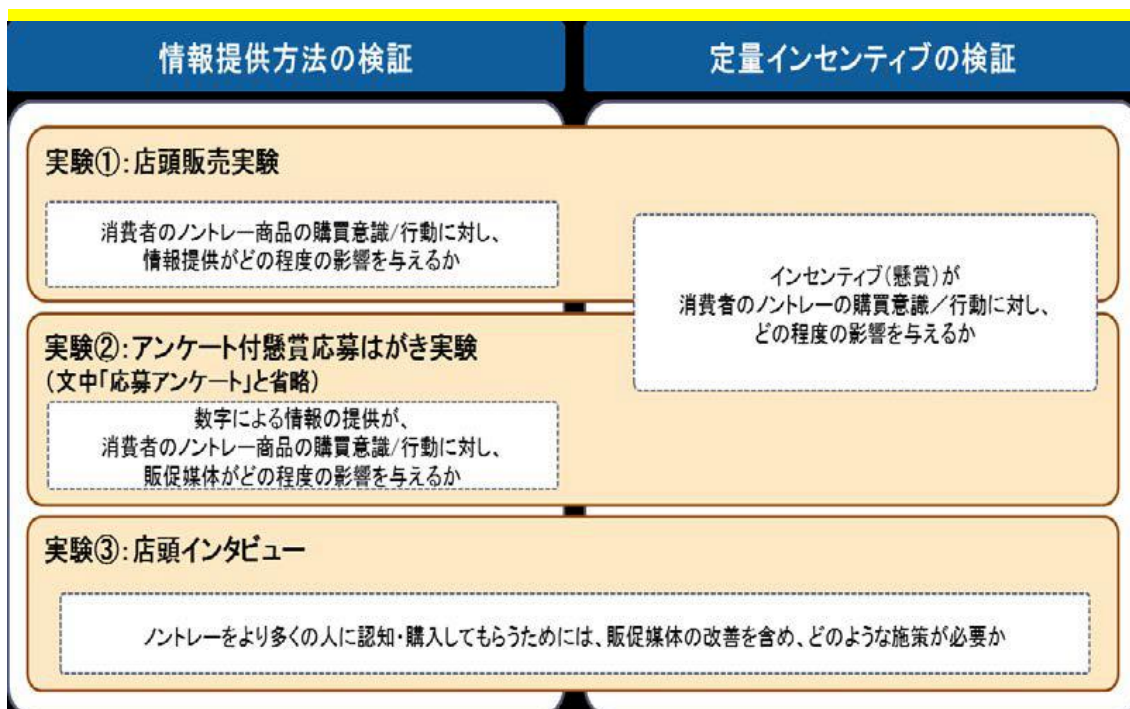 情報提供方法の検証
定量インセンティブの検証
実験①:店頭販売実験
消費者のノントレー商品の購買意識/行動に対し、
情報提供がどの程度の影響を与えるか
インセンティブ(懸賞)が
消費者のノントレーの購買意識／行動に対し、
どの程度の影響を与えるか
実験②:アンケート付懸賞応募はがき実験
(文中「応募アンケート」と省略)
数字による情報の提供が、
消費者のノントレー商品の購買意識/行動に対し、
販促媒体がどの程度の影響を与えるか
実験③:店頭インタビュー
ノントレーをより多くの人に認知・購入してもらうためには、販促媒体の改善を含め、どのような施策が必要か